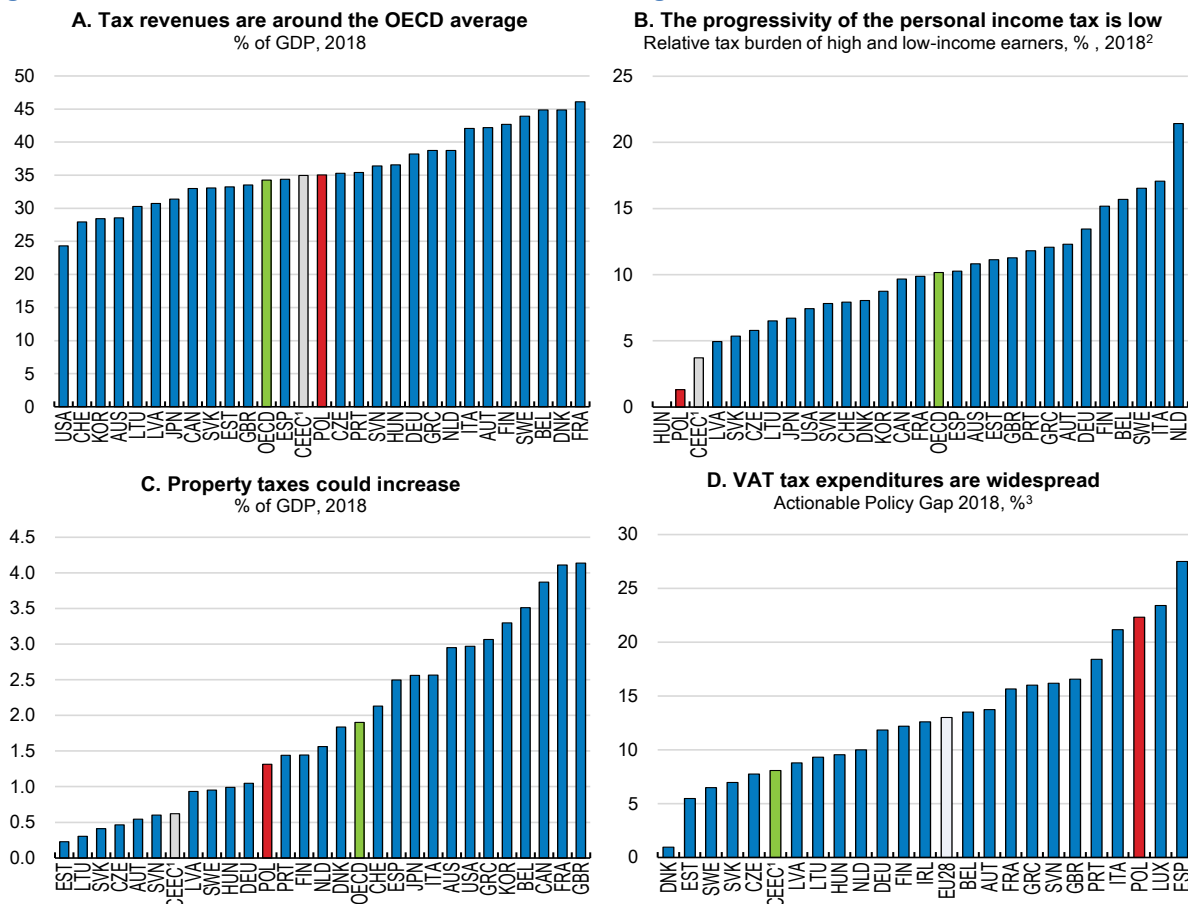 A. Tax revenues are around the OECD average
% of GDP, 2018
50
45
40
35
30
25
20
15
10
5
0
USA CHE KOR AUS LTU LVA JPN CAN SVK EST GBR OECD ESP CEEC¹ POL CZE PRT SVN HUN DEU GRC NLD ITA AUT FIN SWE BEL DNK FRA
B. The progressivity of the personal income tax is low
Relative tax burden of high and low-income earners, % , 2018²
25
20
15
10
5
0
HUN POL CEEC¹ LVA SVK CZE LTU JPN USA SVN CHE DNK KOR CAN FRA OECD ESP AUS EST GBR PRT GRC AUT DEU FIN BEL SWE ITA NLD
C. Property taxes could increase
% of GDP, 2018
4.5
4.0
3.5
3.0
2.5
2.0
1.5
1.0
0.5
0.0
EST LTU SVK CZE AUT SVN CEEC¹ LVA SWE HUN DEU POL PRT FIN NLD DNK OECD CHE ESP JPN ITA AUS USA GRC KOR BEL CAN FRA GBR
D. VAT tax expenditures are widespread
Actionable Policy Gap 2018, %³
30
25
20
15
10
5
0
DNK EST SWE SVK CZE CEEC¹ LVA LTU HUN NLD DEU FIN IRL EU28 BEL AUT FRA GRC SVN GBR PRT ITA POL LUX ESP